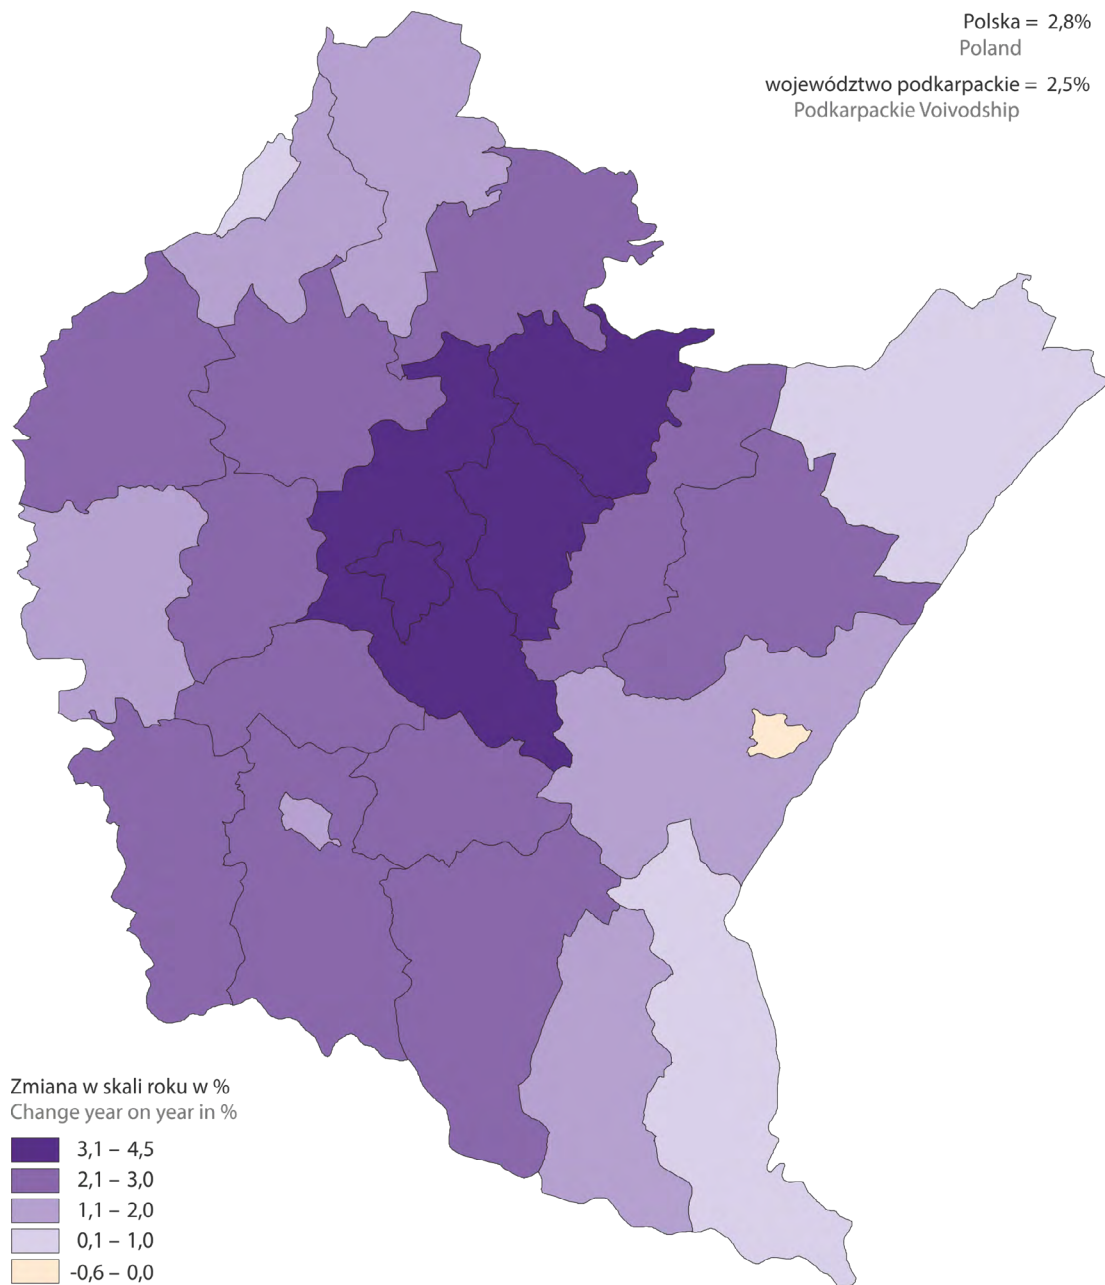 Polska = 2,8%
Poland
województwo podkarpackie = 2,5%
Podkarpackie Voivodship
Zmiana w skali roku w %
Change year on year in %
3,1 – 4,5
2,1 – 3,0
1,1 – 2,0
0,1 – 1,0
-0,6 – 0,0